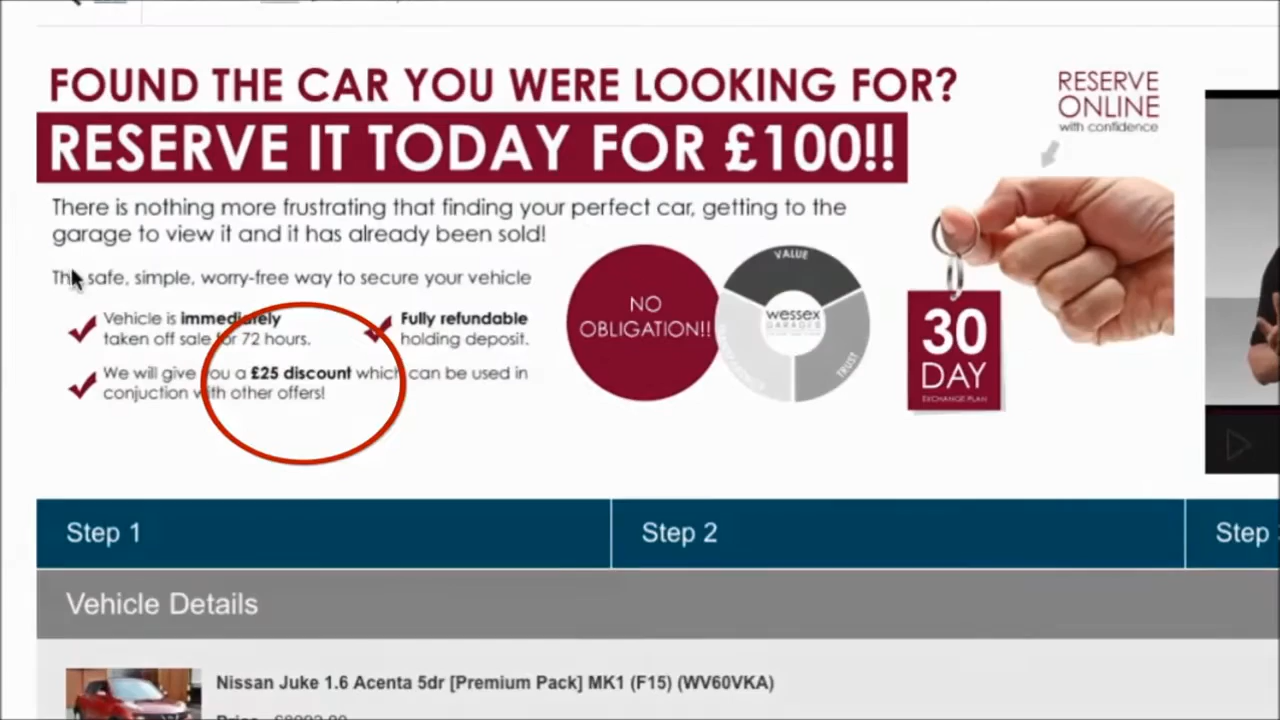 FOUND THE CAR YOU WERE LOOKING FOR?
RESERVE IT TODAY FOR £100!!
There is nothing more frustrating that finding your perfect car, getting to the
garage to view it and it has already been sold!
The safe, simple, worry-free way to secure your vehicle
Vehicle is immediately
taken off sale for 72 hours.
Fully refundable
holding deposit.
We will give you a £25 discount which can be used in
conjuction with other offers!
NO
OBLIGATION!!
VALUE
wessex
GARAGES
TRUST
RESERVE
ONLINE
with confidence
30
DAY
EXCHANGE PLAN
Step 1
Step 2
Step
Vehicle Details
Nissan Juke 1.6 Acenta 5dr [Premium Pack] MK1 (F15) (WV60VKA)